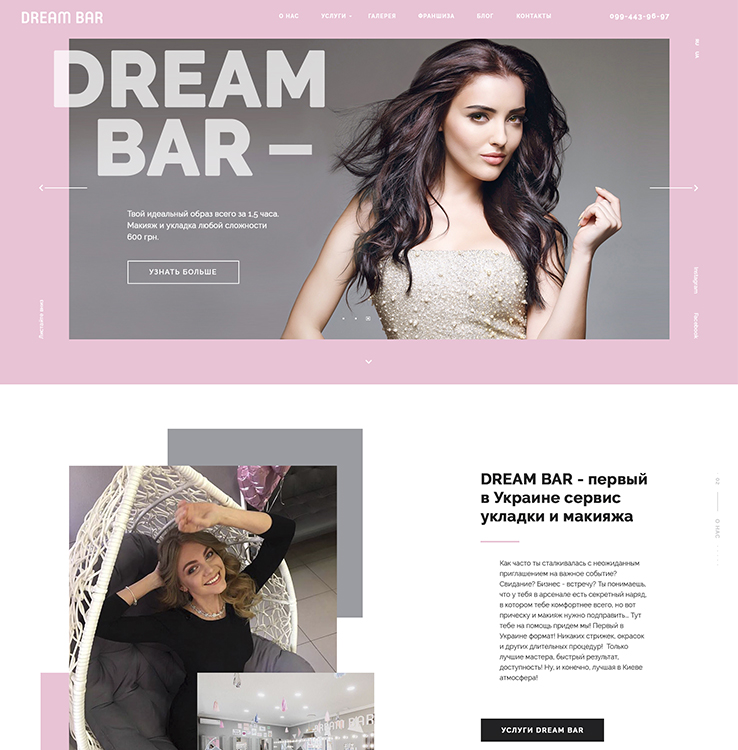 DREAM BAR
О НАС
УСЛУГИ
ГАЛЕРЕЯ
ФРАНШИЗА
БЛОГ
КОНТАКТЫ
099-443-96-97
RU
UA
DREAM
BAR –
Твой идеальный образ всего за 1,5 часа.
Макияж и укладка любой сложности
600 грн.
УЗНАТЬ БОЛЬШЕ
Листайте вниз
Instagram
Facebook
DREAM BAR - первый
в Украине сервис
укладки и макияжа
02
О НАС
Как часто ты сталкивалась с неожиданным
приглашением на важное событие?
Свидание? Бизнес - встречу? Ты понимаешь,
что у тебя в арсенале есть секретный наряд,
в котором тебе комфортнее всего, но вот
прическу и макияж нужно подправить... Тут
тебе на помощь придем мы! Первый в
Украине формат! Никаких стрижек, окрасок
и других длительных процедур! Только
лучшие мастера, быстрый результат,
доступность! Ну, и конечно, лучшая в Киеве
атмосфера!
DREAM BAR
УСЛУГИ DREAM BAR